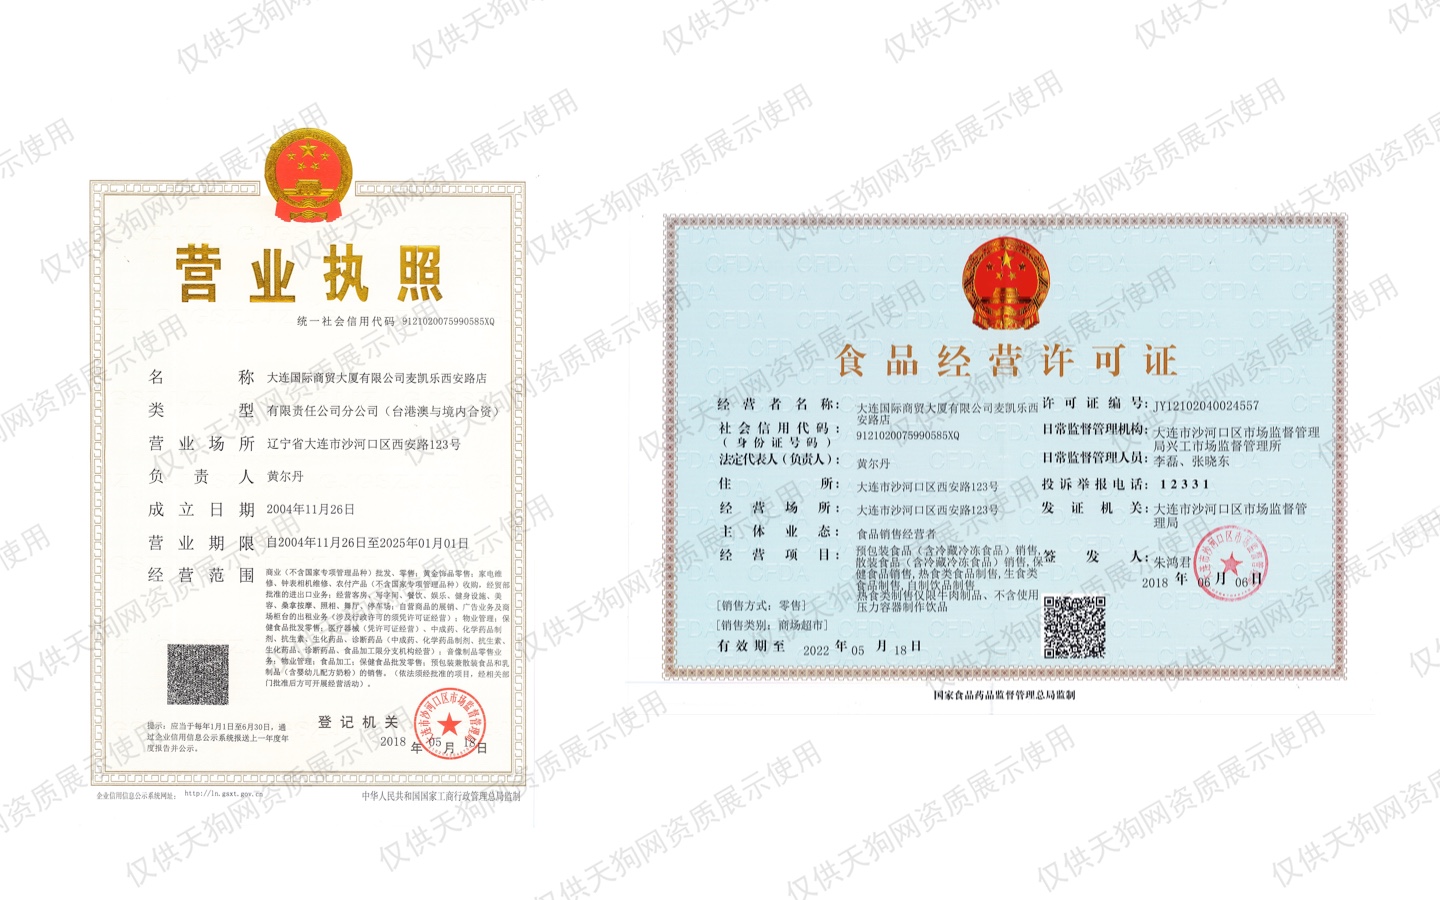 营业执照
统一社会信用代码 9121020075990585XQ
名称 大连国际商贸大厦有限公司麦凯乐西安路店
类型 有限责任公司分公司（台港澳与境内合资）
营业场所 辽宁省大连市沙河口区西安路123号
负责人 黄尔丹
成立日期 2004年11月26日
营业期限 自2004年11月26日至2025年01月01日
经营范围 商业（不含国家专项管理品种）批发、零售；黄金饰品零售；家电维
修、钟表相机维修、农付产品（不含国家专项管理品种）收购，经贸部
批准的进出口业务；经营客房、写字间、餐饮、娱乐、健身设施、美
容、桑拿按摩、照相、舞厅、停车场；自营商品的展销、广告业务及商
场柜台的出租业务（涉及行政许可的须凭许可证经营）；物业管理；保
健食品批发零售；医疗器械（凭许可证经营）、中成药、化学药品制
剂、抗生素、生化药品、诊断药品（中成药、化学药品制剂、抗生素、
生化药品、诊断药品、食品加工限分支机构经营）；音像制品零售业
务；物业管理；食品加工；保健食品批发零售；预包装兼散装食品和乳
制品（含婴幼儿配方奶粉）的销售。（依法须经批准的项目，经相关部
门批准后方可开展经营活动）。
提示：应当于每年1月1日至6月30日，通
过企业信用信息公示系统报送上一年度年
度报告并公示。
登记机关
2018年05月18日
企业信用信息公示系统网址： http://ln.gsxt.gov.cn
中华人民共和国国家工商行政管理总局监制
食品经营许可证
经营者名称： 大连国际商贸大厦有限公司麦凯乐西
安路店
社会信用代码：
（身份证号码） 9121020075990585XQ
法定代表人（负责人）： 黄尔丹
住所： 大连市沙河口区西安路123号
经营场所： 大连市沙河口区西安路123号
主体业态： 食品销售经营者
经营项目： 预包装食品（含冷藏冷冻食品）销售,
散装食品（含冷藏冷冻食品）销售, 保
健食品销售, 热食类食品制售, 生食类
食品制售, 自制饮品制售
热食类制售仅限牛肉制品、不含使用
压力容器制作饮品
[销售方式：零售]
[销售类别：商场超市]
有效期至 2022年05月18日
许可证编号： JY12102040024557
日常监督管理机构： 大连市沙河口区市场监督管理
局兴工市场监督管理所
日常监督管理人员： 李磊、张晓东
投诉举报电话： 12331
发证机关： 大连市沙河口区市场监督管
理局
签发人： 朱鸿君
2018年06月06日
国家食品药品监督管理总局监制
仅供天狗网资质展示使用